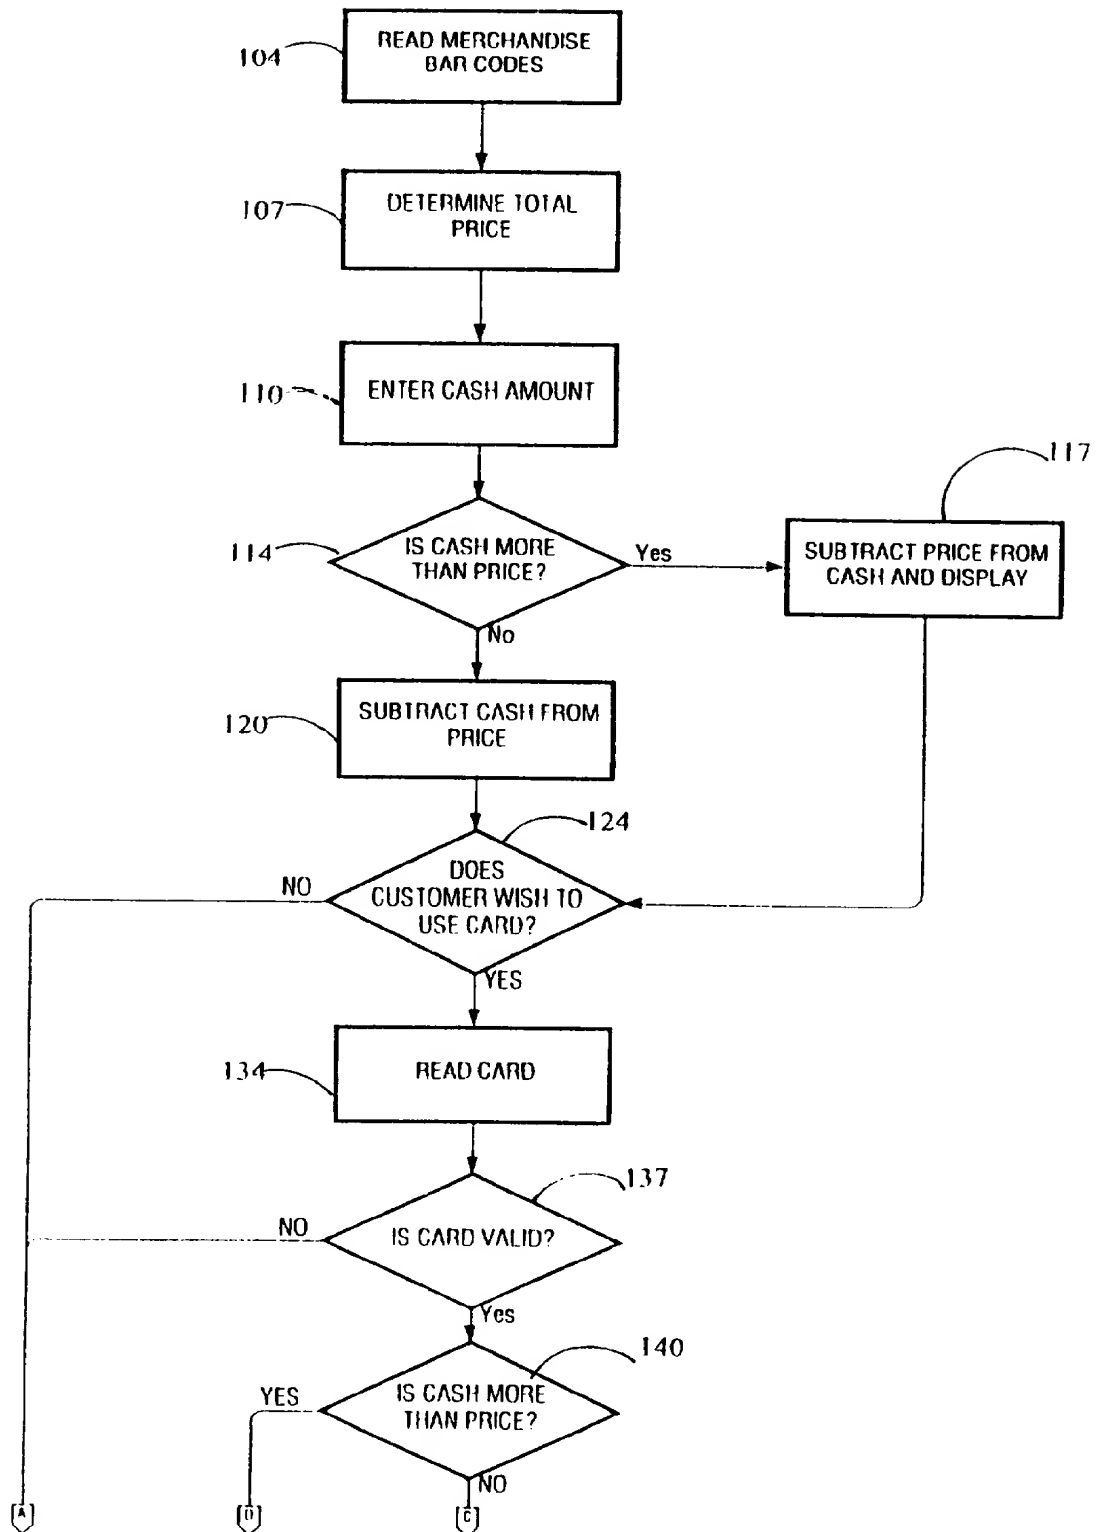 104
READ MERCHANDISE
BAR CODES
107
DETERMINE TOTAL
PRICE
110
ENTER CASH AMOUNT
117
114
IS CASH MORE
THAN PRICE?
Yes
SUBTRACT PRICE FROM
CASH AND DISPLAY
No
120
SUBTRACT CASH FROM
PRICE
124
NO
DOES
CUSTOMER WISH TO
USE CARD?
YES
134
READ CARD
137
NO
IS CARD VALID?
Yes
140
YES
IS CASH MORE
THAN PRICE?
NO
A
C